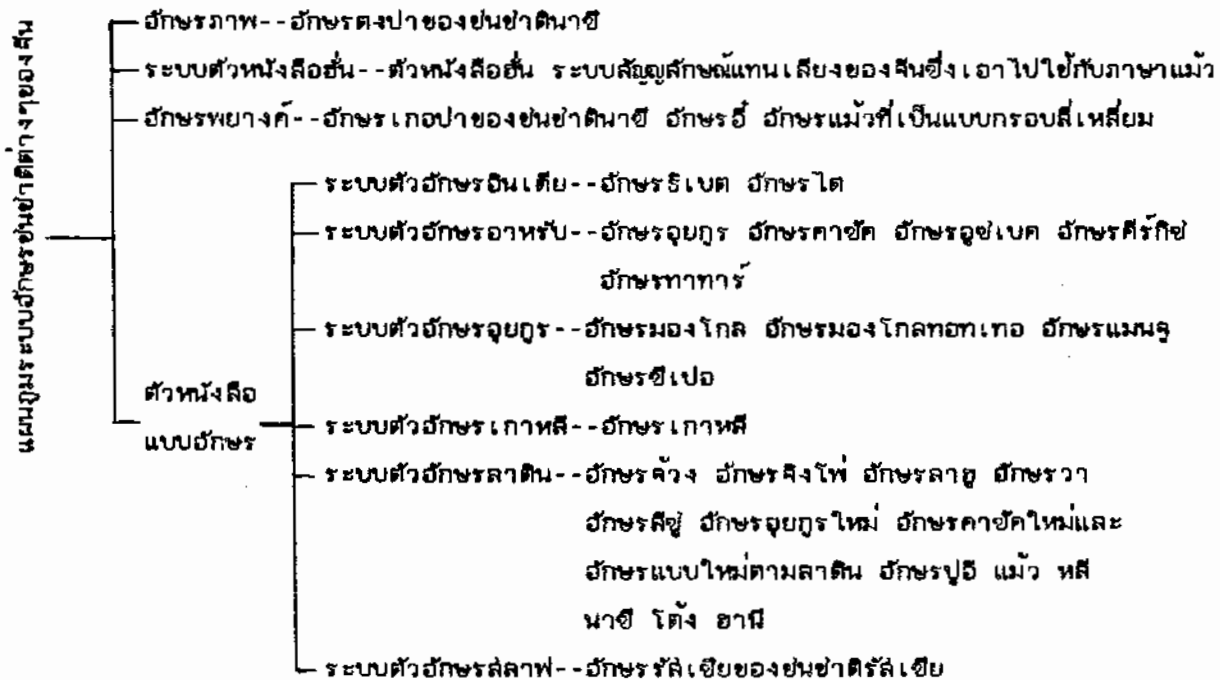 แผนภูมิระบบอักษรชนชาติต่างๆของจีน
อักษรภาพ--อักษรตงปาของชนชาตินาซี
ระบบตัวหนังสือฮั่น--ตัวหนังสือฮั่น ระบบสัญญลักษณ์แทนเสียงของจีนซึ่งเอาไปใช้กับภาษาแม้ว
อักษรพยางค์--อักษรเกอปาของชนชาตินาซี อักษรอี๋ อักษรแม้วที่เป็นแบบกรอบสี่เหลี่ยม
ระบบตัวอักษรอินเดีย--อักษรธิเบต อักษรไต
ระบบตัวอักษรอาหรับ--อักษรอุยกูร อักษรคาซัค อักษรอูซเบค อักษรคีร์กิซ
อักษรทาทาร์
ระบบตัวอักษรอุยกูร--อักษรมองโกล อักษรมองโกลทอทเทอ อักษรแมนจู
อักษรซีเปอ
ตัวหนังสือ
แบบอักษร
ระบบตัวอักษรเกาหลี--อักษรเกาหลี
ระบบตัวอักษรลาติน--อักษรจ้วง อักษรจิงโพ่ อักษรลาฮู อักษรวา
อักษรลีซู่ อักษรอุยกูรใหม่ อักษรคาซัคใหม่และ
อักษรแบบใหม่ตามลาติน อักษรปูอี แม้ว หลี
นาซี โต้ง ฮานี
ระบบตัวอักษรสลาฟ--อักษรรัสเซียของชนชาติรัสเซีย